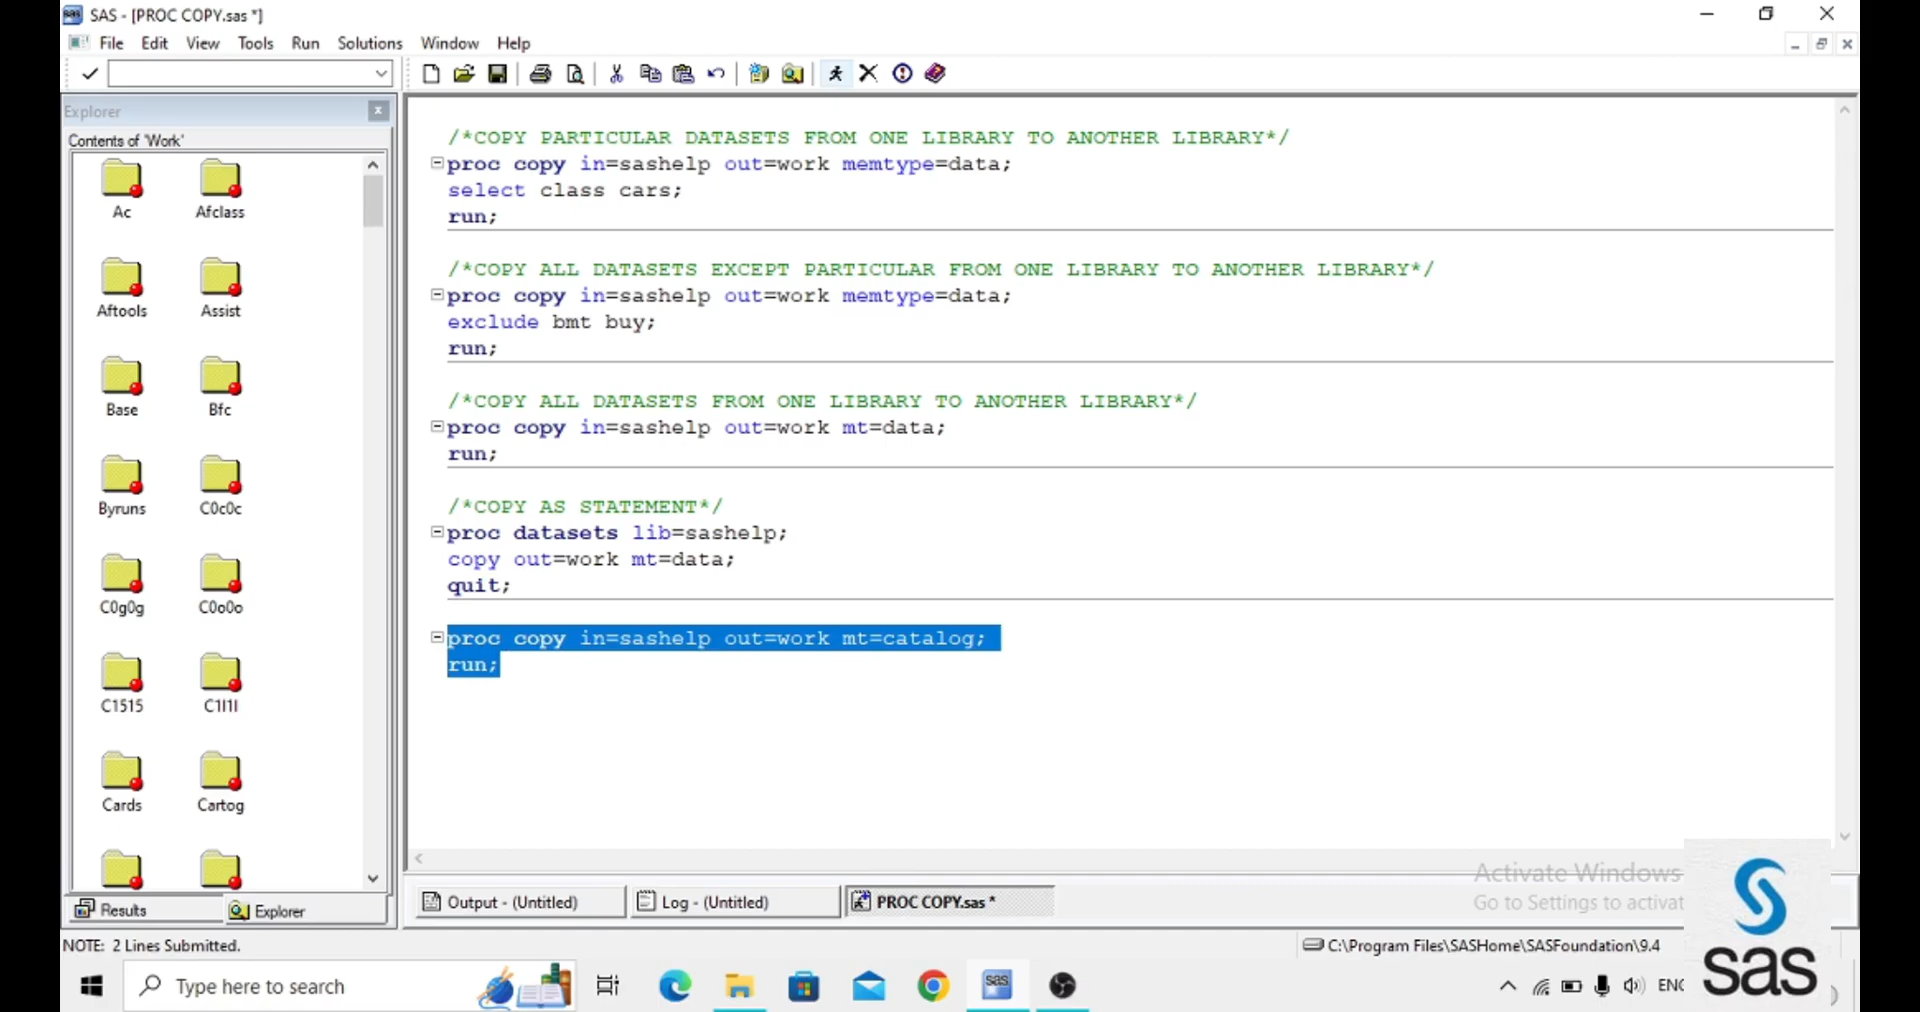 SAS - [PROC COPY.sas *]
File Edit View Tools Run Solutions Window Help
Explorer
Contents of 'Work'
Ac Afclass
Aftools Assist
Base Bfc
Byruns C0c0c
C0g0g C0o0o
C1515 C1l1l
Cards Cartog
Results Explorer
/*COPY PARTICULAR DATASETS FROM ONE LIBRARY TO ANOTHER LIBRARY*/
proc copy in=sashelp out=work memtype=data;
select class cars;
run;
/*COPY ALL DATASETS EXCEPT PARTICULAR FROM ONE LIBRARY TO ANOTHER LIBRARY*/
proc copy in=sashelp out=work memtype=data;
exclude bmt buy;
run;
/*COPY ALL DATASETS FROM ONE LIBRARY TO ANOTHER LIBRARY*/
proc copy in=sashelp out=work mt=data;
run;
/*COPY AS STATEMENT*/
proc datasets lib=sashelp;
copy out=work mt=data;
quit;
proc copy in=sashelp out=work mt=catalog;
run;
Activate Windows
Go to Settings to activat
Output - (Untitled) Log - (Untitled) PROC COPY.sas *
NOTE: 2 Lines Submitted.
C:\Program Files\SASHome\SASFoundation\9.4
Type here to search
sas
ENG
sas